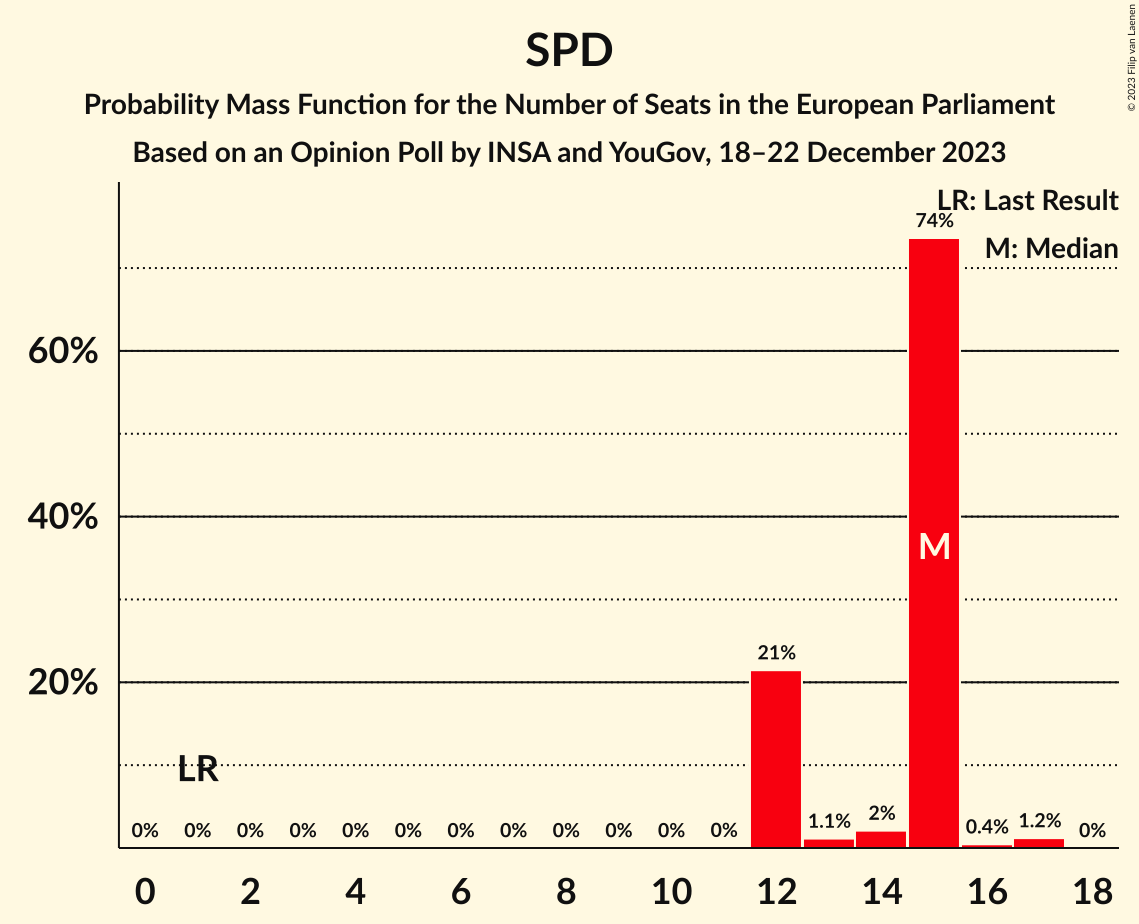 SPD
Probability Mass Function for the Number of Seats in the European Parliament
Based on an Opinion Poll by INSA and YouGov, 18–22 December 2023
© 2023 Filip van Laenen
LR: Last Result
M: Median
74%
60%
40%
M
21%
20%
LR
0% 0% 0% 0% 0% 0% 0% 0% 0% 0% 0% 0% 1.1% 2% 0.4% 1.2% 0%
0 2 4 6 8 10 12 14 16 18